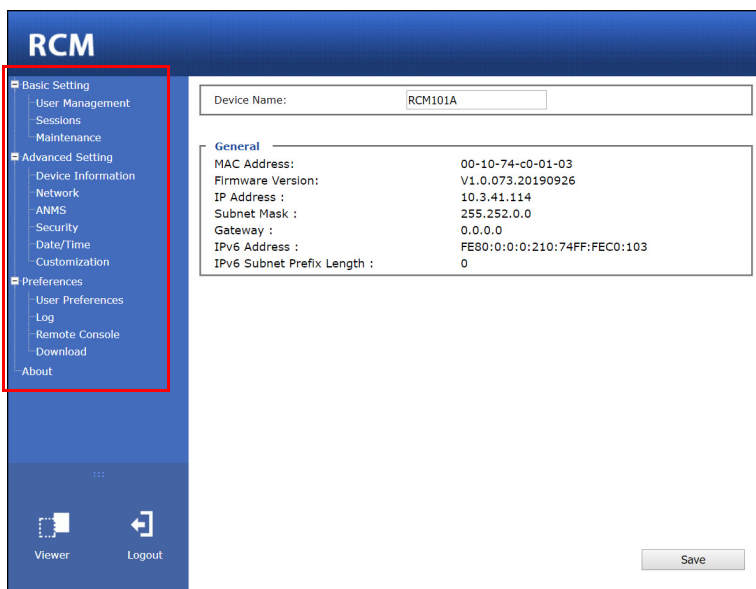 RCM
Basic Setting
User Management
Sessions
Maintenance
Advanced Setting
Device Information
Network
ANMS
Security
Date/Time
Customization
Preferences
User Preferences
Log
Remote Console
Download
About
Viewer
Logout
Device Name: RCM101A
General
MAC Address: 00-10-74-c0-01-03
Firmware Version: V1.0.073.20190926
IP Address : 10.3.41.114
Subnet Mask : 255.252.0.0
Gateway : 0.0.0.0
IPv6 Address : FE80:0:0:0:210:74FF:FEC0:103
IPv6 Subnet Prefix Length : 0
Save